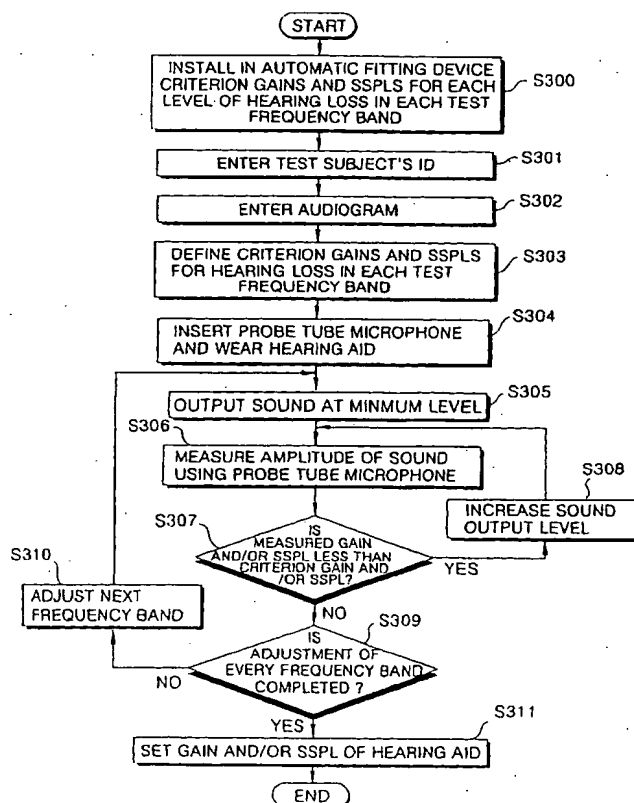 START
INSTALL IN AUTOMATIC FITTING DEVICE
CRITERION GAINS AND SSPLS FOR EACH
LEVEL OF HEARING LOSS IN EACH TEST
FREQUENCY BAND
S300
ENTER TEST SUBJECT'S ID
S301
ENTER AUDIOGRAM
S302
DEFINE CRITERION GAINS AND SSPLS
FOR HEARING LOSS IN EACH TEST
FREQUENCY BAND
S303
INSERT PROBE TUBE MICROPHONE
AND WEAR HEARING AID
S304
OUTPUT SOUND AT MINMUM LEVEL
S305
S306
MEASURE AMPLITUDE OF SOUND
USING PROBE TUBE MICROPHONE
S308
INCREASE SOUND
OUTPUT LEVEL
S307
IS
MEASURED GAIN
AND/OR SSPL LESS THAN
CRITERION GAIN AND
/OR SSPL?
YES
NO
S310
ADJUST NEXT
FREQUENCY BAND
S309
IS
ADJUSTMENT OF
EVERY FREQUENCY BAND
COMPLETED ?
NO
YES
S311
SET GAIN AND/OR SSPL OF HEARING AID
END